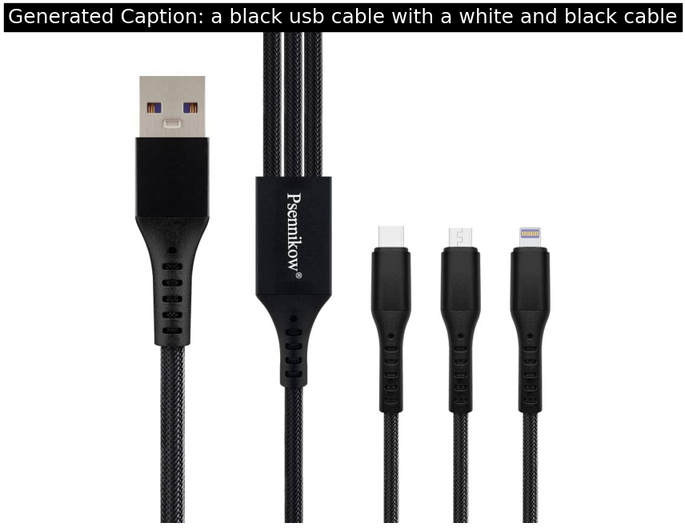 Generated Caption: a black usb cable with a white and black cable
Psennikow®